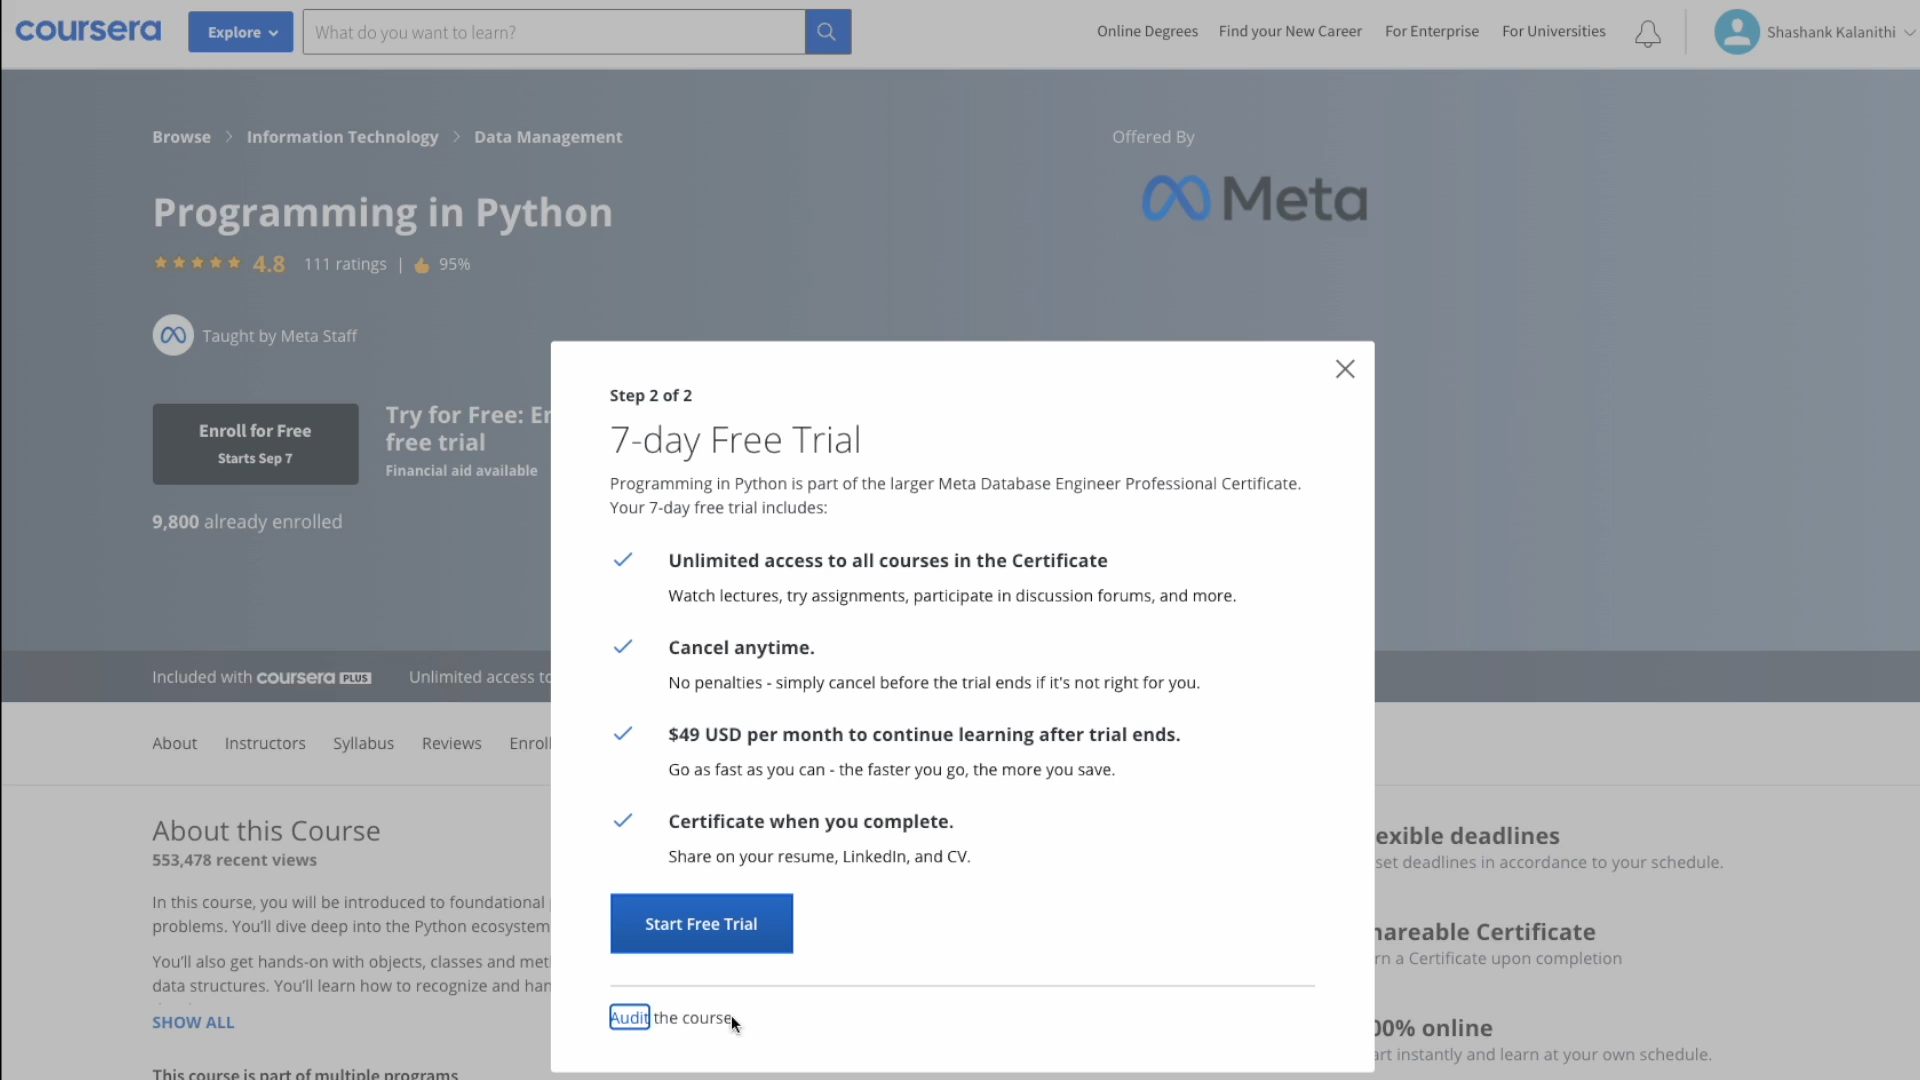 coursera
Explore
What do you want to learn?
Online Degrees
Find your New Career
For Enterprise
For Universities
Shashank Kalanithi
Browse > Information Technology > Data Management
Offered By
Meta
Programming in Python
4.8 111 ratings | 95%
Taught by Meta Staff
Enroll for Free
Starts Sep 7
Try for Free: En
free trial
Financial aid available
9,800 already enrolled
Included with coursera PLUS
Unlimited access to
About
Instructors
Syllabus
Reviews
Enroll
About this Course
553,478 recent views
In this course, you will be introduced to foundational
problems. You'll dive deep into the Python ecosystem
You'll also get hands-on with objects, classes and met
data structures. You'll learn how to recognize and han
SHOW ALL
This course is part of multiple programs
Step 2 of 2
7-day Free Trial
Programming in Python is part of the larger Meta Database Engineer Professional Certificate.
Your 7-day free trial includes:
Unlimited access to all courses in the Certificate
Watch lectures, try assignments, participate in discussion forums, and more.
Cancel anytime.
No penalties - simply cancel before the trial ends if it's not right for you.
$49 USD per month to continue learning after trial ends.
Go as fast as you can - the faster you go, the more you save.
Certificate when you complete.
Share on your resume, LinkedIn, and CV.
Start Free Trial
Audit the course
exible deadlines
set deadlines in accordance to your schedule.
hareable Certificate
rn a Certificate upon completion
00% online
art instantly and learn at your own schedule.